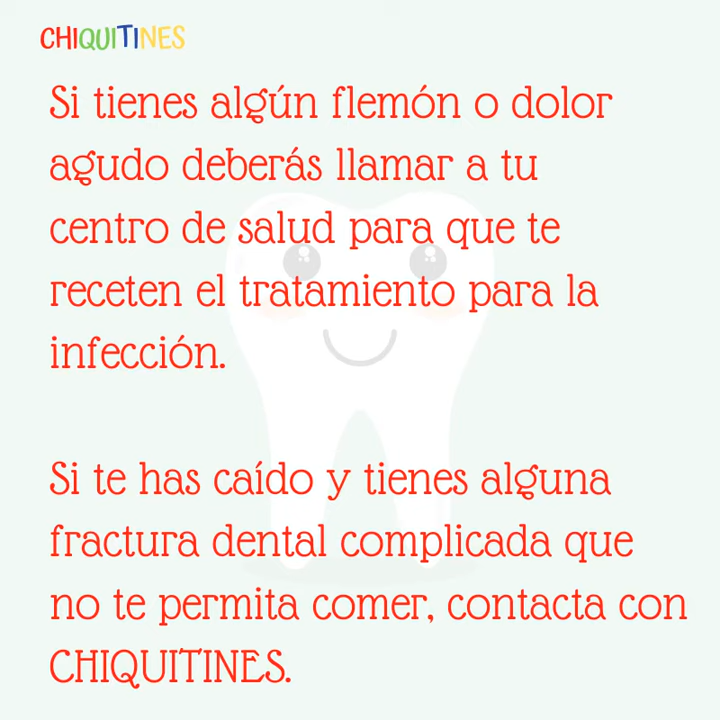 CHIQUITINES
Si tienes algún flemón o dolor
agudo deberás llamar a tu
centro de salud para que te
receten el tratamiento para la
infección.
Si te has caído y tienes alguna
fractura dental complicada que
no te permita comer, contacta con
CHIQUITINES.